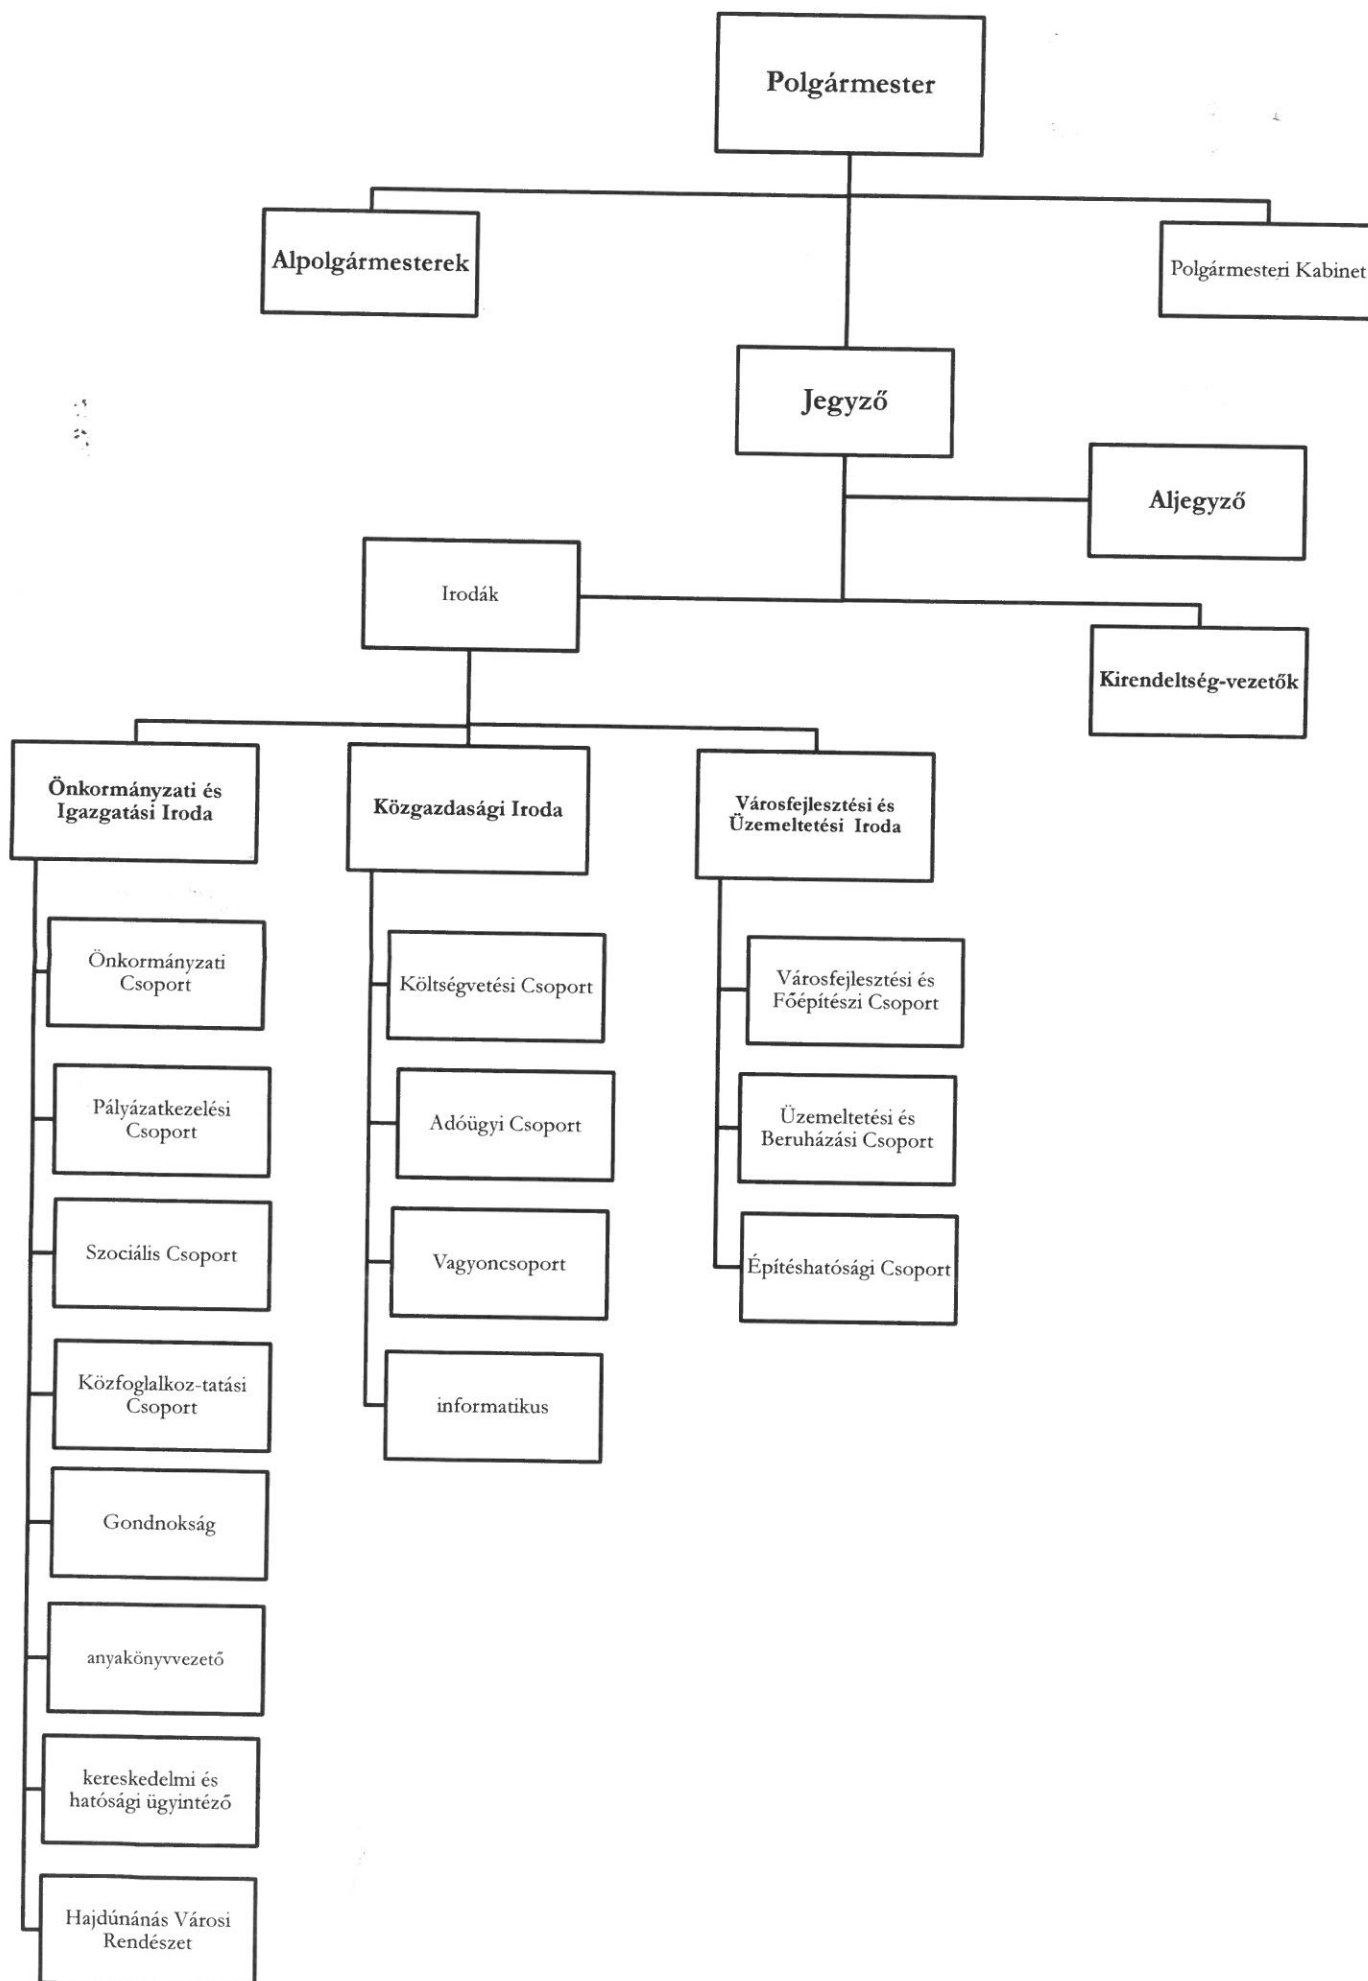 Polgármester
Alpolgármesterek
Polgármesteri Kabinet
Jegyző
Aljegyző
Irodák
Kirendeltség-vezetők
Önkormányzati és
Igazgatási Iroda
Közgazdasági Iroda
Városfejlesztési és
Üzemeltetési Iroda
Önkormányzati
Csoport
Pályázatkezelési
Csoport
Szociális Csoport
Közfoglalkoz-tatási
Csoport
Gondnokság
anyakönyvvezető
kereskedelmi és
hatósági ügyintéző
Hajdúnánás Városi
Rendészet
Költségvetési Csoport
Adóügyi Csoport
Vagyoncsoport
informatikus
Városfejlesztési és
Főépítészi Csoport
Üzemeltetési és
Beruházási Csoport
Építéshatósági Csoport